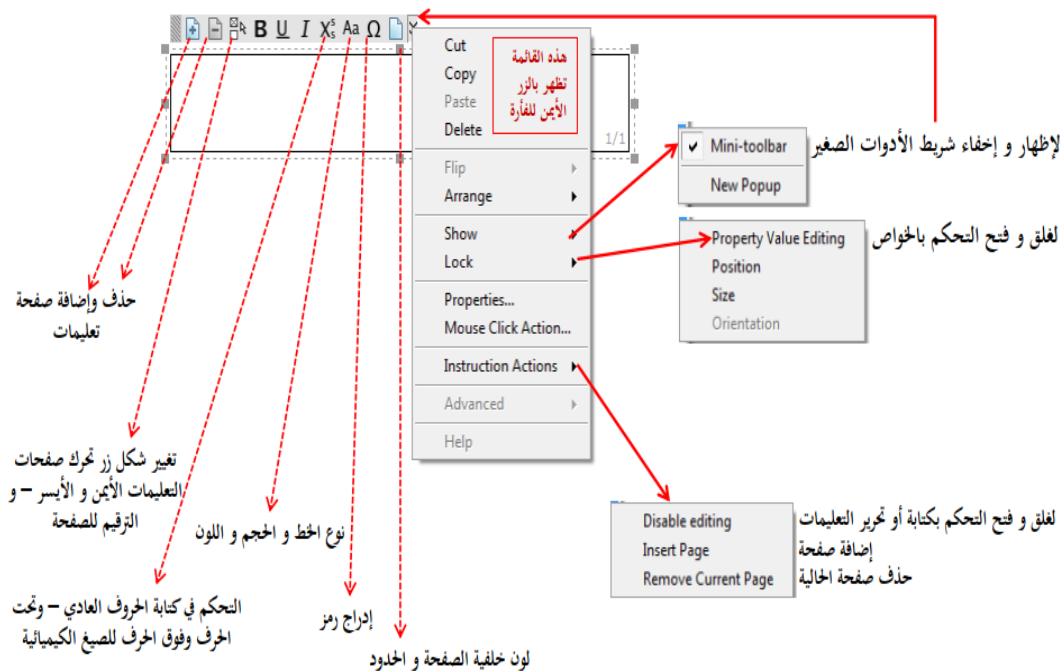 B U I X s s Aa Ω
Cut
Copy
Paste
Delete
هذه القائمة
تظهر بالزر
الأيمن للفأرة
1/1
Flip
Arrange
Show
Lock
Properties...
Mouse Click Action...
Instruction Actions
Advanced
Help
Mini-toolbar
New Popup
لإظهار و إخفاء شريط الأدوات الصغير
Property Value Editing
Position
Size
Orientation
لغلق و فتح التحكم بالخواص
Disable editing
Insert Page
Remove Current Page
لغلق و فتح التحكم بكتابة أو تحرير التعليمات
إضافة صفحة
حذف صفحة الحالية
حذف وإضافة صفحة
تعليمات
تغيير شكل زر تحرك صفحات
التعليمات الأيمن و الأيسر – و
الترقيم للصفحة
نوع الخط و الحجم و اللون
التحكم في كتابة الحروف العادي – وتحت
الحرف وفوق الحرف للصيغ الكيميائية
إدراج رمز
لون خلفية الصفحة و الحدود